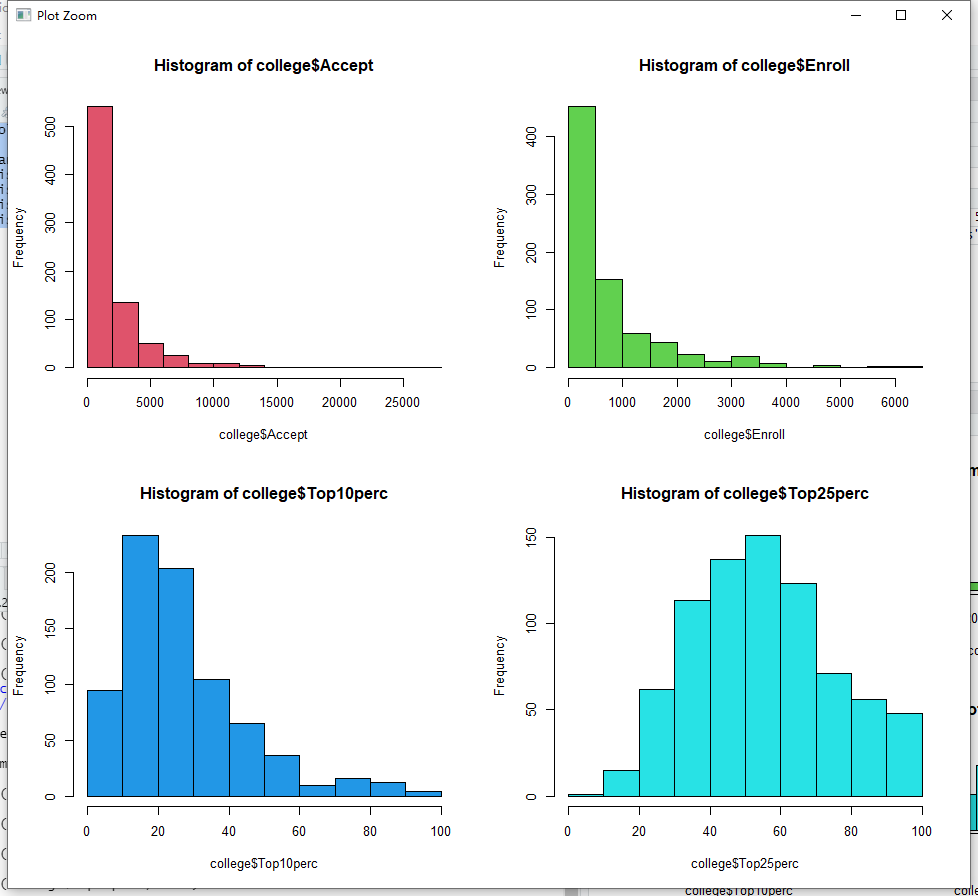 Plot Zoom
Histogram of college$Accept
Frequency
0 100 200 300 400 500
0 5000 10000 15000 20000 25000
college$Accept
Histogram of college$Enroll
Frequency
0 100 200 300 400
0 1000 2000 3000 4000 5000 6000
college$Enroll
Histogram of college$Top10perc
Frequency
0 50 100 150 200
0 20 40 60 80 100
college$Top10perc
Histogram of college$Top25perc
Frequency
0 50 100 150
0 20 40 60 80 100
college$Top25perc
college$Top10perc